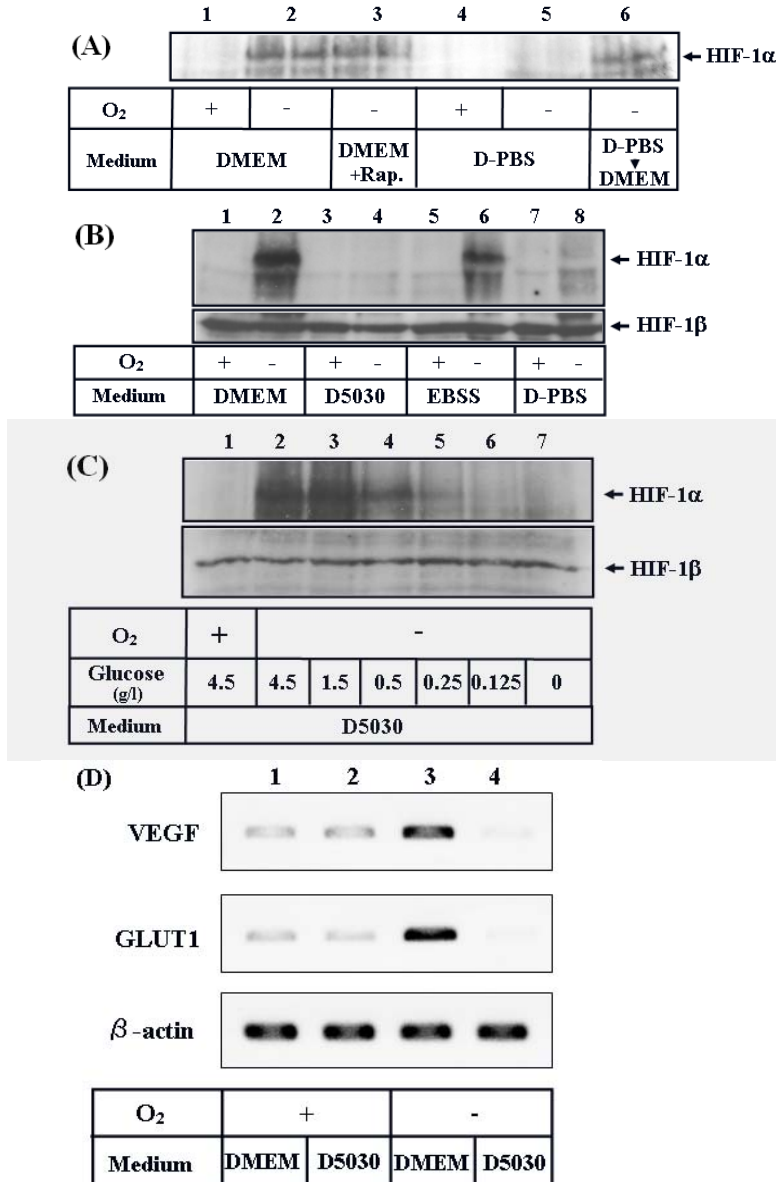 (A)
1 2 3 4 5 6
HIF-1α
O2 + - - + - -
Medium DMEM DMEM +Rap. D-PBS D-PBS ▼ DMEM
(B)
1 2 3 4 5 6 7 8
HIF-1α
HIF-1β
O2 + - + - + - + -
Medium DMEM D5030 EBSS D-PBS
(C)
1 2 3 4 5 6 7
HIF-1α
HIF-1β
O2 + -
Glucose (g/l) 4.5 4.5 1.5 0.5 0.25 0.125 0
Medium D5030
(D)
1 2 3 4
VEGF
GLUT1
β-actin
O2 + -
Medium DMEM D5030 DMEM D5030